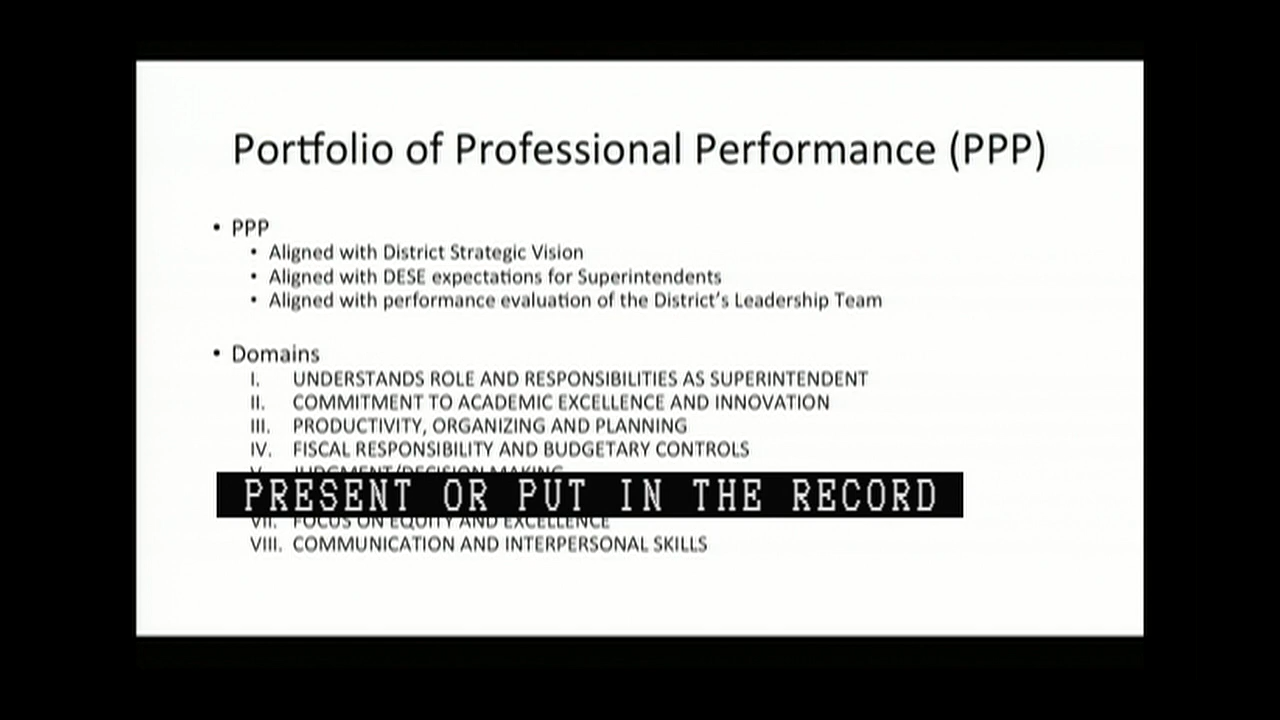 Portfolio of Professional Performance (PPP)
• PPP
• Aligned with District Strategic Vision
• Aligned with DESE expectations for Superintendents
• Aligned with performance evaluation of the District's Leadership Team
• Domains
I. UNDERSTANDS ROLE AND RESPONSIBILITIES AS SUPERINTENDENT
II. COMMITMENT TO ACADEMIC EXCELLENCE AND INNOVATION
III. PRODUCTIVITY, ORGANIZING AND PLANNING
IV. FISCAL RESPONSIBILITY AND BUDGETARY CONTROLS
V. JUDGMENT/DECISION MAKING
PRESENT OR PUT IN THE RECORD
VII. FOCUS ON EQUITY AND EXCELLENCE
VIII. COMMUNICATION AND INTERPERSONAL SKILLS